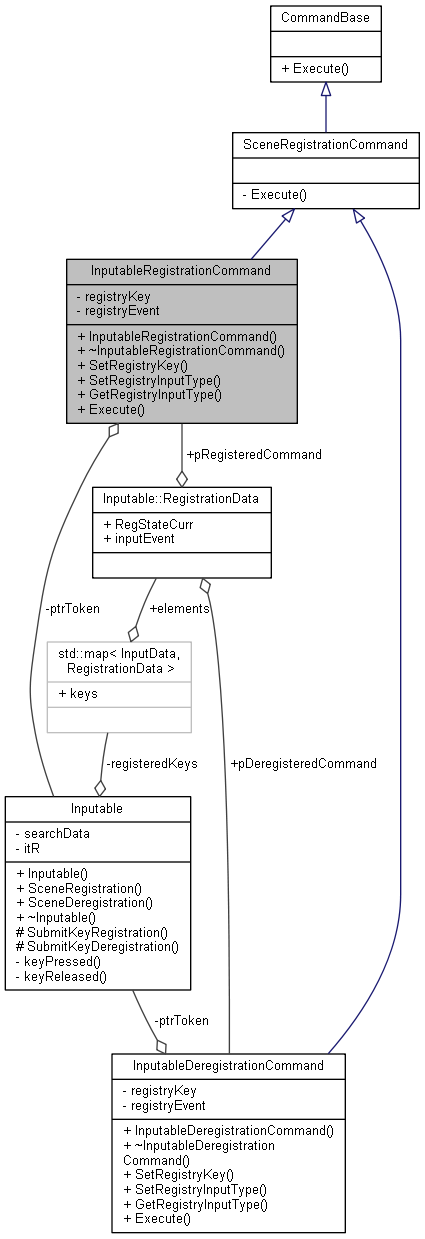 CommandBase
+ Execute()
SceneRegistrationCommand
- Execute()
InputableRegistrationCommand
- registryKey
- registryEvent
+ InputableRegistrationCommand()
+ ~InputableRegistrationCommand()
+ SetRegistryKey()
+ SetRegistryInputType()
+ GetRegistryInputType()
+ Execute()
+pRegisteredCommand
Inputable::RegistrationData
+ RegStateCurr
+ inputEvent
-ptrToken
+elements
std::map< InputData,
RegistrationData >
+ keys
-registeredKeys
+pDeregisteredCommand
Inputable
- searchData
- itR
+ Inputable()
+ SceneRegistration()
+ SceneDeregistration()
+ ~Inputable()
# SubmitKeyRegistration()
# SubmitKeyDeregistration()
- keyPressed()
- keyReleased()
-ptrToken
InputableDeregistrationCommand
- registryKey
- registryEvent
+ InputableDeregistrationCommand()
+ ~InputableDeregistration
Command()
+ SetRegistryKey()
+ SetRegistryInputType()
+ GetRegistryInputType()
+ Execute()